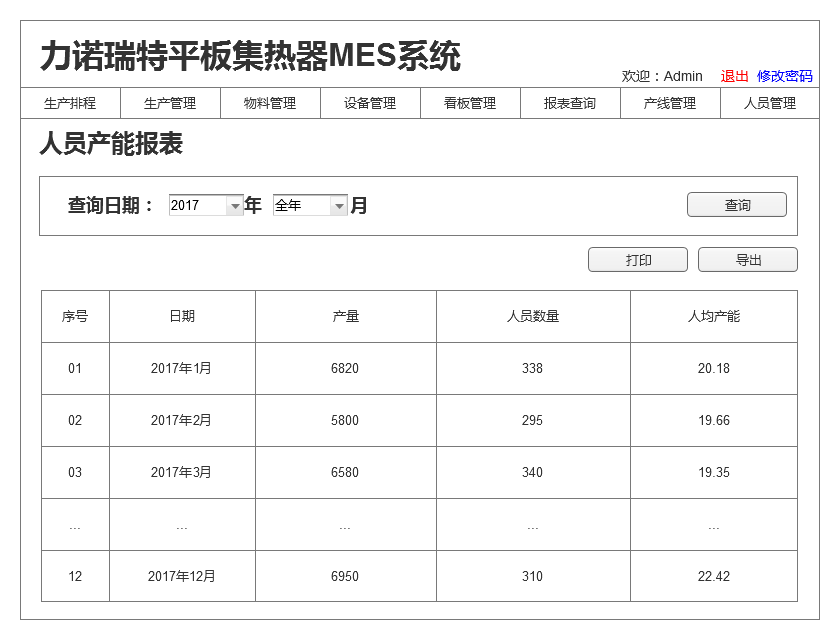 力诺瑞特平板集热器MES系统
欢迎：Admin 退出 修改密码
生产排程 生产管理 物料管理 设备管理 看板管理 报表查询 产线管理 人员管理
人员产能报表
查询日期： 2017 年 全年 月 查询
打印 导出
序号 日期 产量 人员数量 人均产能
01 2017年1月 6820 338 20.18
02 2017年2月 5800 295 19.66
03 2017年3月 6580 340 19.35
... ... ... ... ...
12 2017年12月 6950 310 22.42